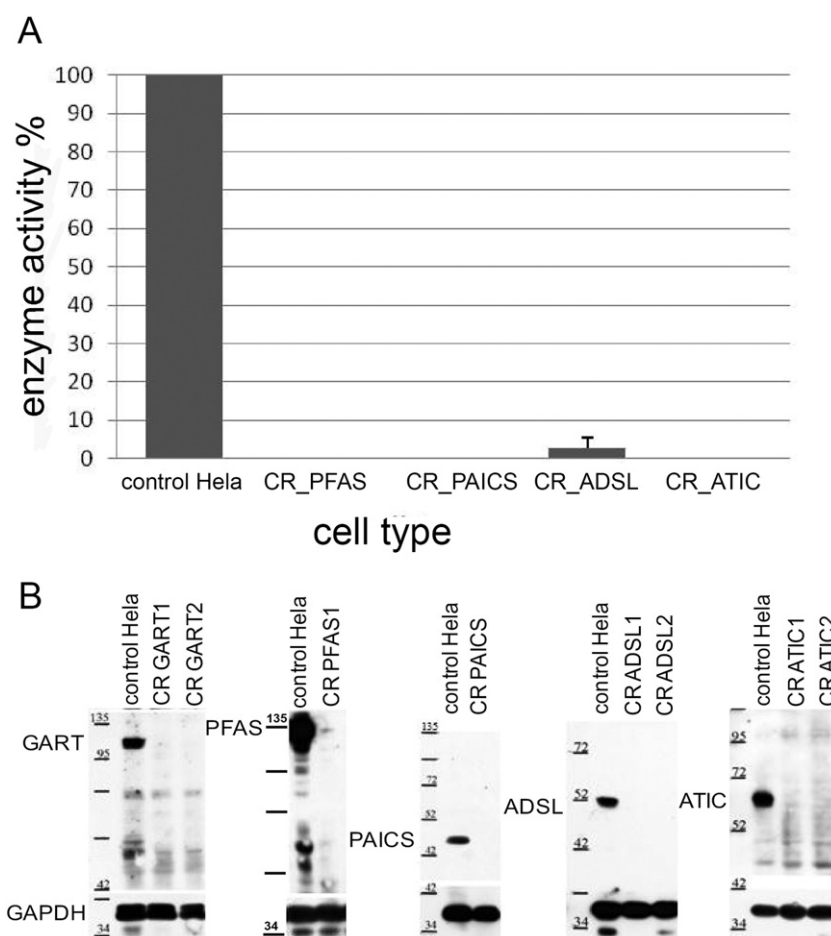 A
enzyme activity %
100
90
80
70
60
50
40
30
20
10
0
control Hela CR_PFAS CR_PAICS CR_ADSL CR_ATIC
cell type
B
control Hela
CR GART1
CR GART2
control Hela
CR PFAS1
control Hela
CR PAICS
control Hela
CR ADSL1
CR ADSL2
control Hela
CR ATIC1
CR ATIC2
GART
135
95
42
34
PFAS
135
34
PAICS
135
72
52
42
42
34
ADSL
72
52
42
34
ATIC
95
72
52
42
34
GAPDH